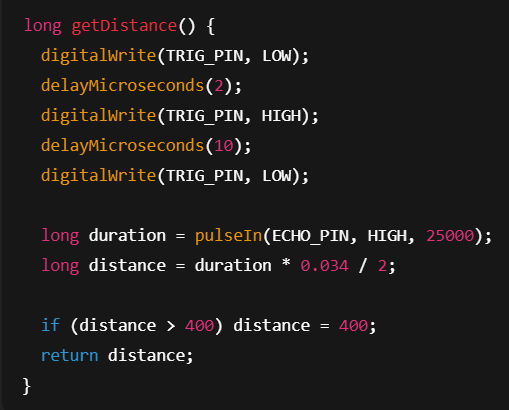 long getDistance() {
  digitalWrite(TRIG_PIN, LOW);
  delayMicroseconds(2);
  digitalWrite(TRIG_PIN, HIGH);
  delayMicroseconds(10);
  digitalWrite(TRIG_PIN, LOW);

  long duration = pulseIn(ECHO_PIN, HIGH, 25000);
  long distance = duration * 0.034 / 2;

  if (distance > 400) distance = 400;
  return distance;
}